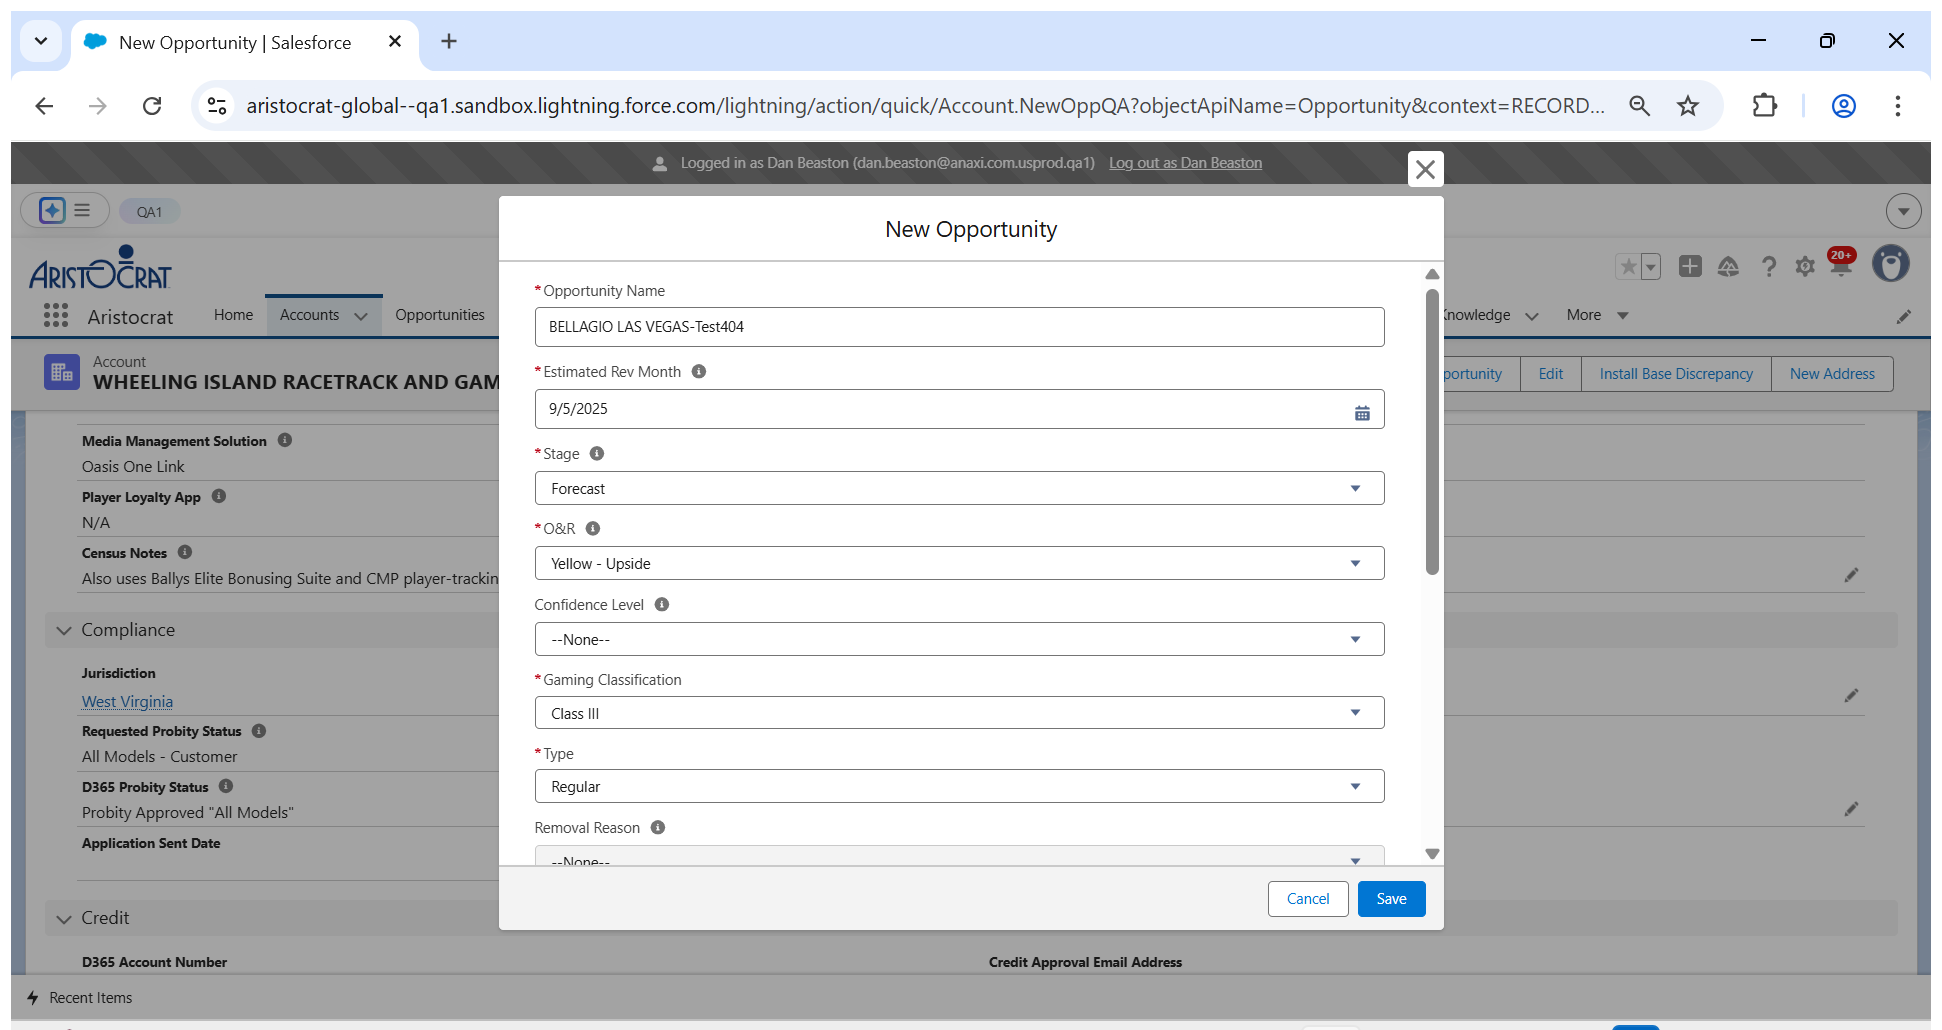 New Opportunity | Salesforce
aristocrat-global--qa1.sandbox.lightning.force.com/lightning/action/quick/Account.NewOppQA?objectApiName=Opportunity&context=RECORD...
Logged in as Dan Beaston (dan.beaston@anaxi.com.usprod.qa1) Log out as Dan Beaston
QA1
ARISTOCRAT
20+
Aristocrat Home Accounts Opportunities Knowledge More
Account
WHEELING ISLAND RACETRACK AND GAM
portunity Edit Install Base Discrepancy New Address
Media Management Solution
Oasis One Link
Player Loyalty App
N/A
Census Notes
Also uses Ballys Elite Bonusing Suite and CMP player-trackin
Compliance
Jurisdiction
West Virginia
Requested Probity Status
All Models - Customer
D365 Probity Status
Probity Approved "All Models"
Application Sent Date
Credit
D365 Account Number
Credit Approval Email Address
Recent Items
New Opportunity
*Opportunity Name
BELLAGIO LAS VEGAS-Test404
*Estimated Rev Month
9/5/2025
*Stage
Forecast
*O&R
Yellow - Upside
Confidence Level
--None--
*Gaming Classification
Class III
*Type
Regular
Removal Reason
--None--
Cancel Save